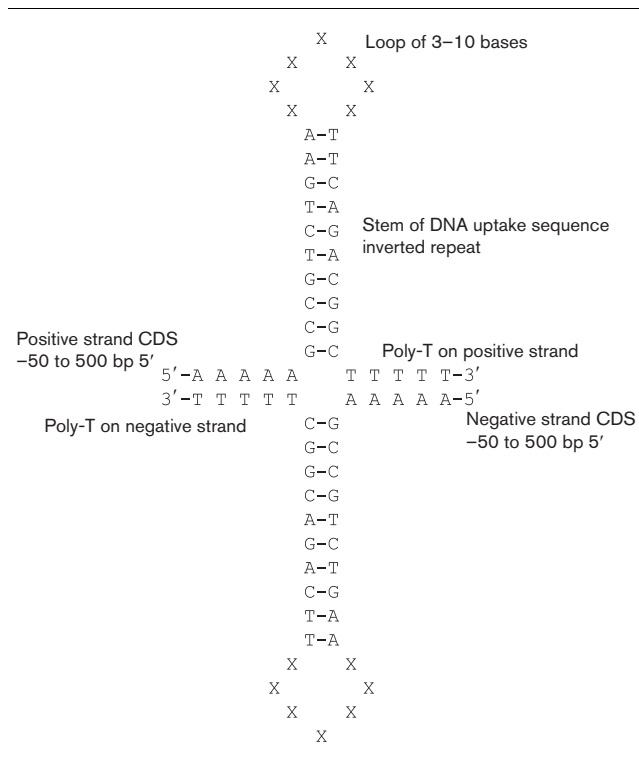 X
Loop of 3–10 bases
X X
X X
X X
A–T
A–T
G–C
T–A
Stem of DNA uptake sequence
C–G
inverted repeat
T–A
G–C
C–G
C–G
G–C
Positive strand CDS
–50 to 500 bp 5′
Poly-T on positive strand
5′–A A A A A T T T T T–3′
3′–T T T T T A A A A A–5′
Poly-T on negative strand
Negative strand CDS
–50 to 500 bp 5′
C–G
G–C
G–C
C–G
A–T
G–C
A–T
C–G
T–A
T–A
X X
X X
X X
X